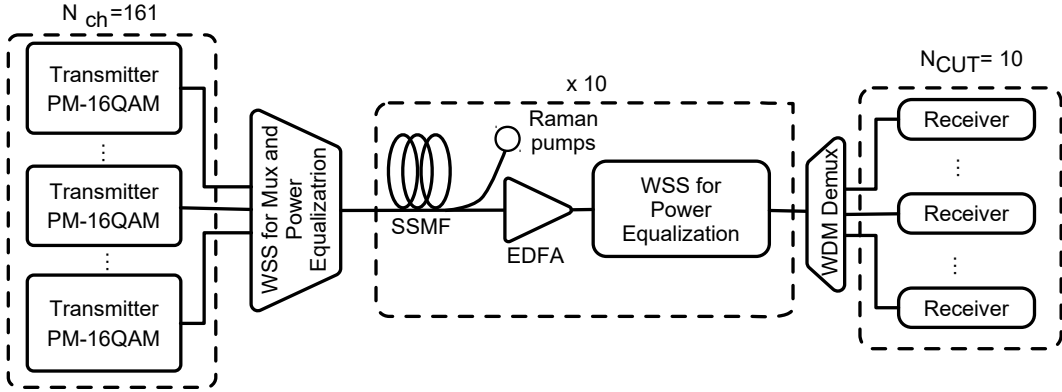 N ch=161
Transmitter
PM-16QAM
...
Transmitter
PM-16QAM
...
Transmitter
PM-16QAM
WSS for Mux and
Power
Equalizatrion
x 10
SSMF
Raman
pumps
EDFA
WSS for
Power
Equalization
WDM Demux
NCUT= 10
Receiver
...
Receiver
...
Receiver